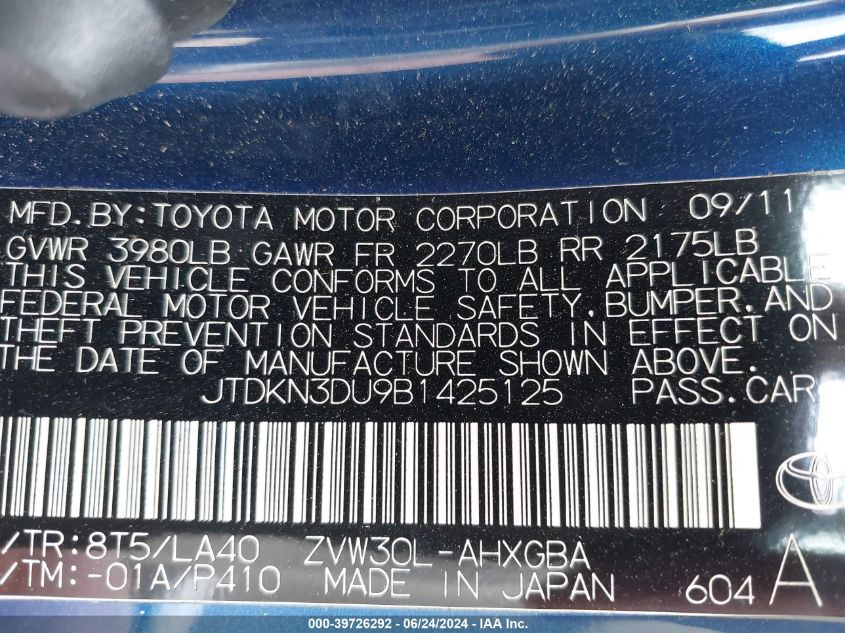 MFD. BY: TOYOTA MOTOR CORPORATION 09/11
GVWR 3980LB GAWR FR 2270LB RR 2175LB
THIS VEHICLE CONFORMS TO ALL APPLICABLE
FEDERAL MOTOR VEHICLE SAFETY, BUMPER, AND
THEFT PREVENTION STANDARDS IN EFFECT ON
THE DATE OF MANUFACTURE SHOWN ABOVE.
JTDKN3DU9B1425125 PASS.CAR
/TR:8T5/LA40 ZVW30L-AHXGBA
/TM:-01A/P410 MADE IN JAPAN 604 A
000-39726292 - 06/24/2024 - IAA Inc.